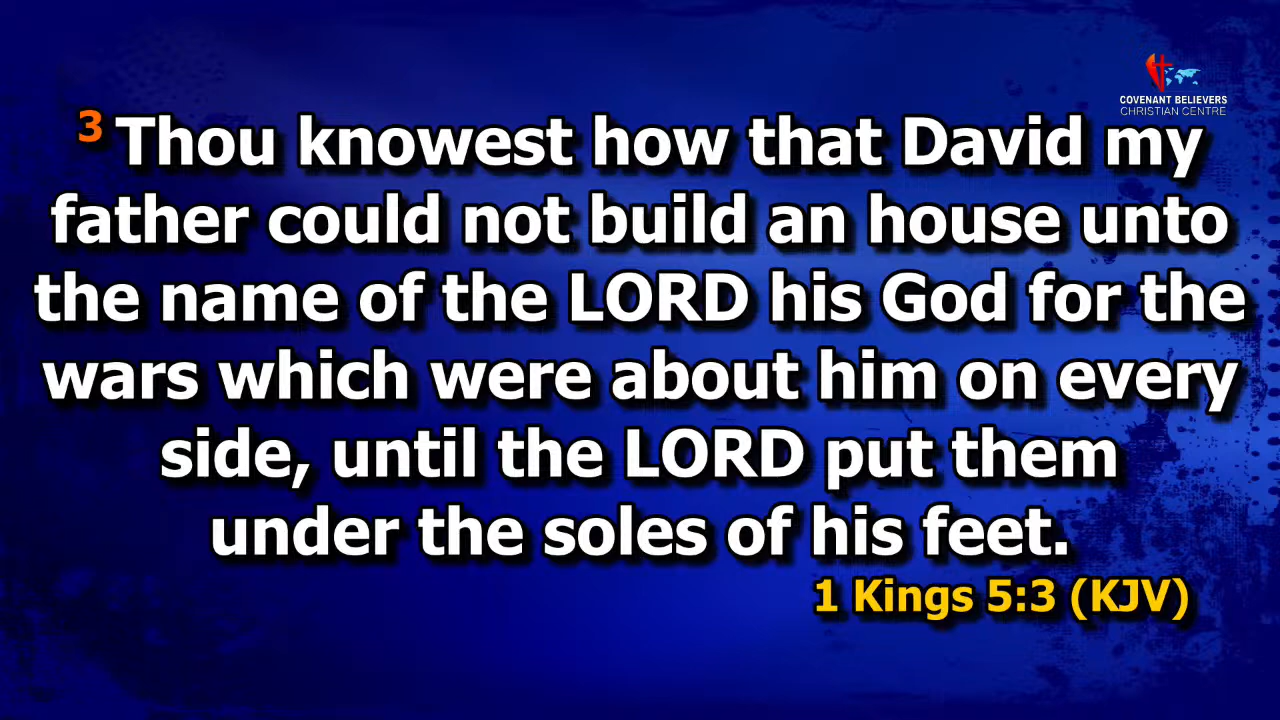 COVENANT BELIEVERS
CHRISTIAN CENTRE
3 Thou knowest how that David my
father could not build an house unto
the name of the LORD his God for the
wars which were about him on every
side, until the LORD put them
under the soles of his feet.
1 Kings 5:3 (KJV)